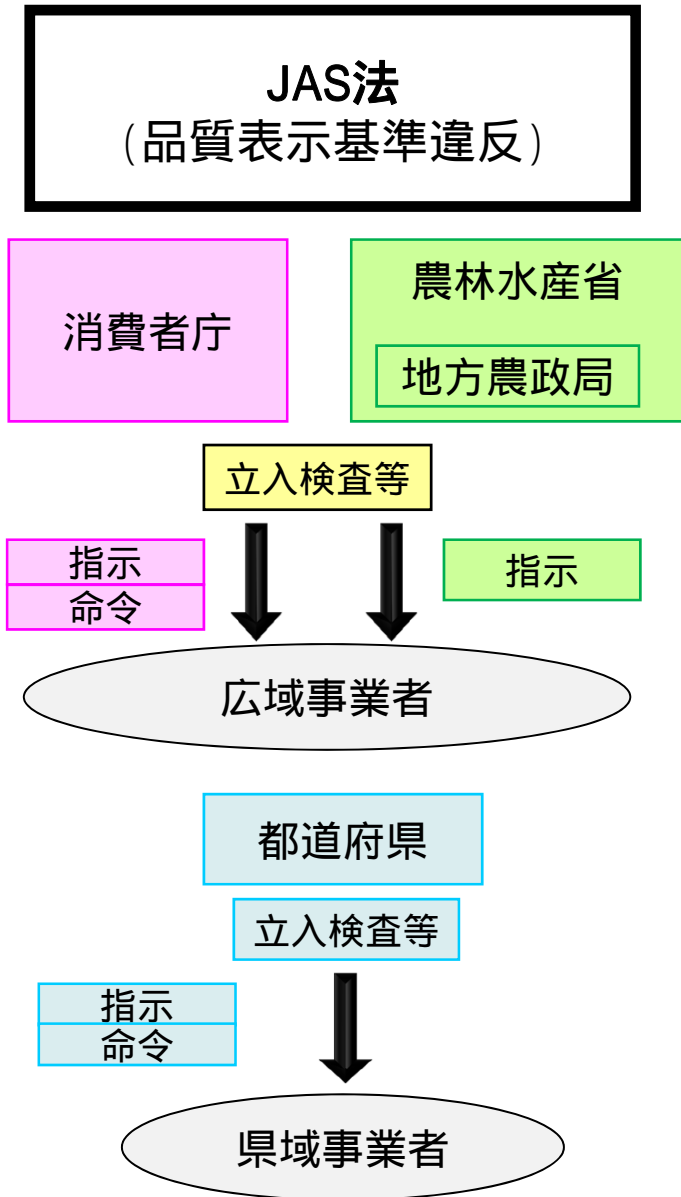 JAS法
（品質表示基準違反）
消費者庁
農林水産省
地方農政局
立入検査等
指示
命令
指示
広域事業者
都道府県
立入検査等
指示
命令
県域事業者